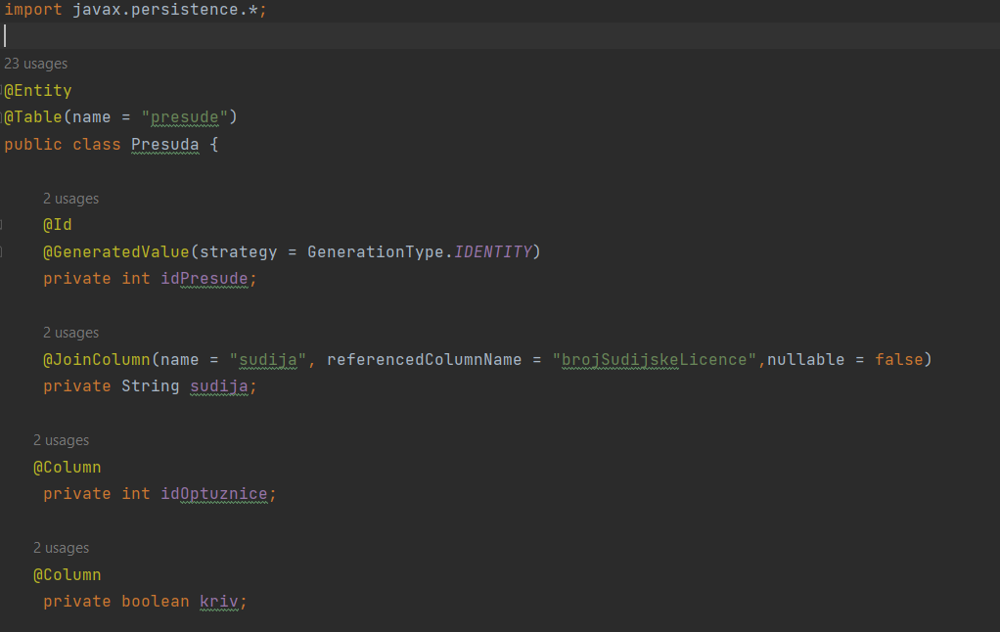 import javax.persistence.*;
23 usages
@Entity
@Table(name = "presude")
public class Presuda {
2 usages
@Id
@GeneratedValue(strategy = GenerationType.IDENTITY)
private int idPresude;
2 usages
@JoinColumn(name = "sudija", referencedColumnName = "brojSudijskeLicence",nullable = false)
private String sudija;
2 usages
@Column
private int idOptuznice;
2 usages
@Column
private boolean kriv;